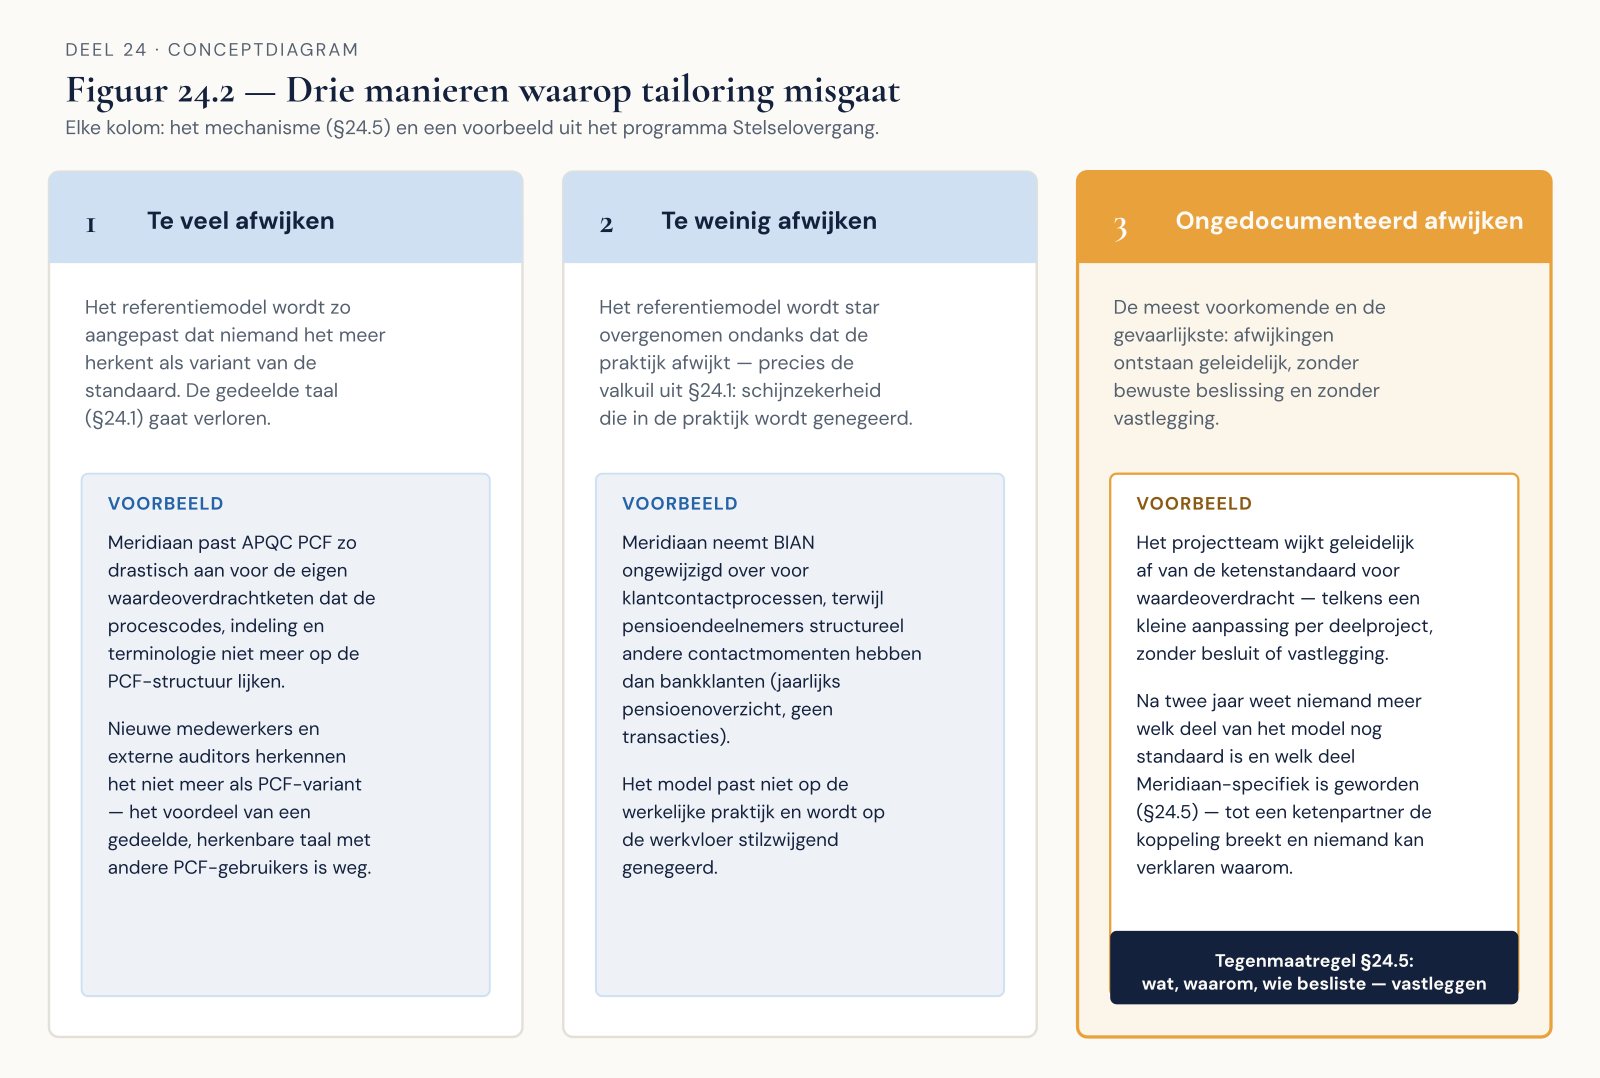 DEEL 24 · CONCEPTDIAGRAM
Figuur 24.2 — Drie manieren waarop tailoring misgaat
Elke kolom: het mechanisme (§24.5) en een voorbeeld uit het programma Stelselovergang.
1 Te veel afwijken
Het referentiemodel wordt zo
aangepast dat niemand het meer
herkent als variant van de
standaard. De gedeelde taal
(§24.1) gaat verloren.
VOORBEELD
Meridiaan past APQC PCF zo
drastisch aan voor de eigen
waardeoverdrachtketen dat de
procescodes, indeling en
terminologie niet meer op de
PCF-structuur lijken.
Nieuwe medewerkers en
externe auditors herkennen
het niet meer als PCF-variant
— het voordeel van een
gedeelde, herkenbare taal met
andere PCF-gebruikers is weg.
2 Te weinig afwijken
Het referentiemodel wordt star
overgenomen ondanks dat de
praktijk afwijkt — precies de
valkuil uit §24.1: schijnzekerheid
die in de praktijk wordt genegeerd.
VOORBEELD
Meridiaan neemt BIAN
ongewijzigd over voor
klantcontactprocessen, terwijl
pensioendeelnemers structureel
andere contactmomenten hebben
dan bankklanten (jaarlijks
pensioenoverzicht, geen
transacties).
Het model past niet op de
werkelijke praktijk en wordt op
de werkvloer stilzwijgend
genegeerd.
3 Ongedocumenteerd afwijken
De meest voorkomende en de
gevaarlijkste: afwijkingen
ontstaan geleidelijk, zonder
bewuste beslissing en zonder
vastlegging.
VOORBEELD
Het projectteam wijkt geleidelijk
af van de ketenstandaard voor
waardeoverdracht — telkens een
kleine aanpassing per deelproject,
zonder besluit of vastlegging.
Na twee jaar weet niemand meer
welk deel van het model nog
standaard is en welk deel
Meridiaan-specifiek is geworden
(§24.5) — tot een ketenpartner de
koppeling breekt en niemand kan
verklaren waarom.
Tegenmaatregel §24.5:
wat, waarom, wie besliste — vastleggen